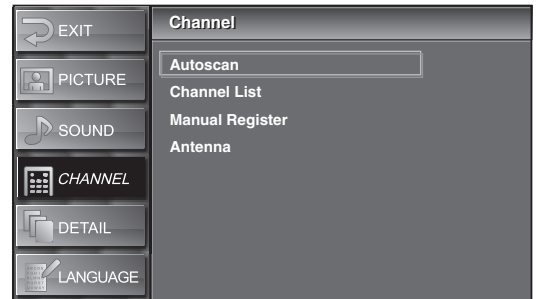 EXIT
PICTURE
SOUND
CHANNEL
DETAIL
LANGUAGE
Channel
Autoscan
Channel List
Manual Register
Antenna